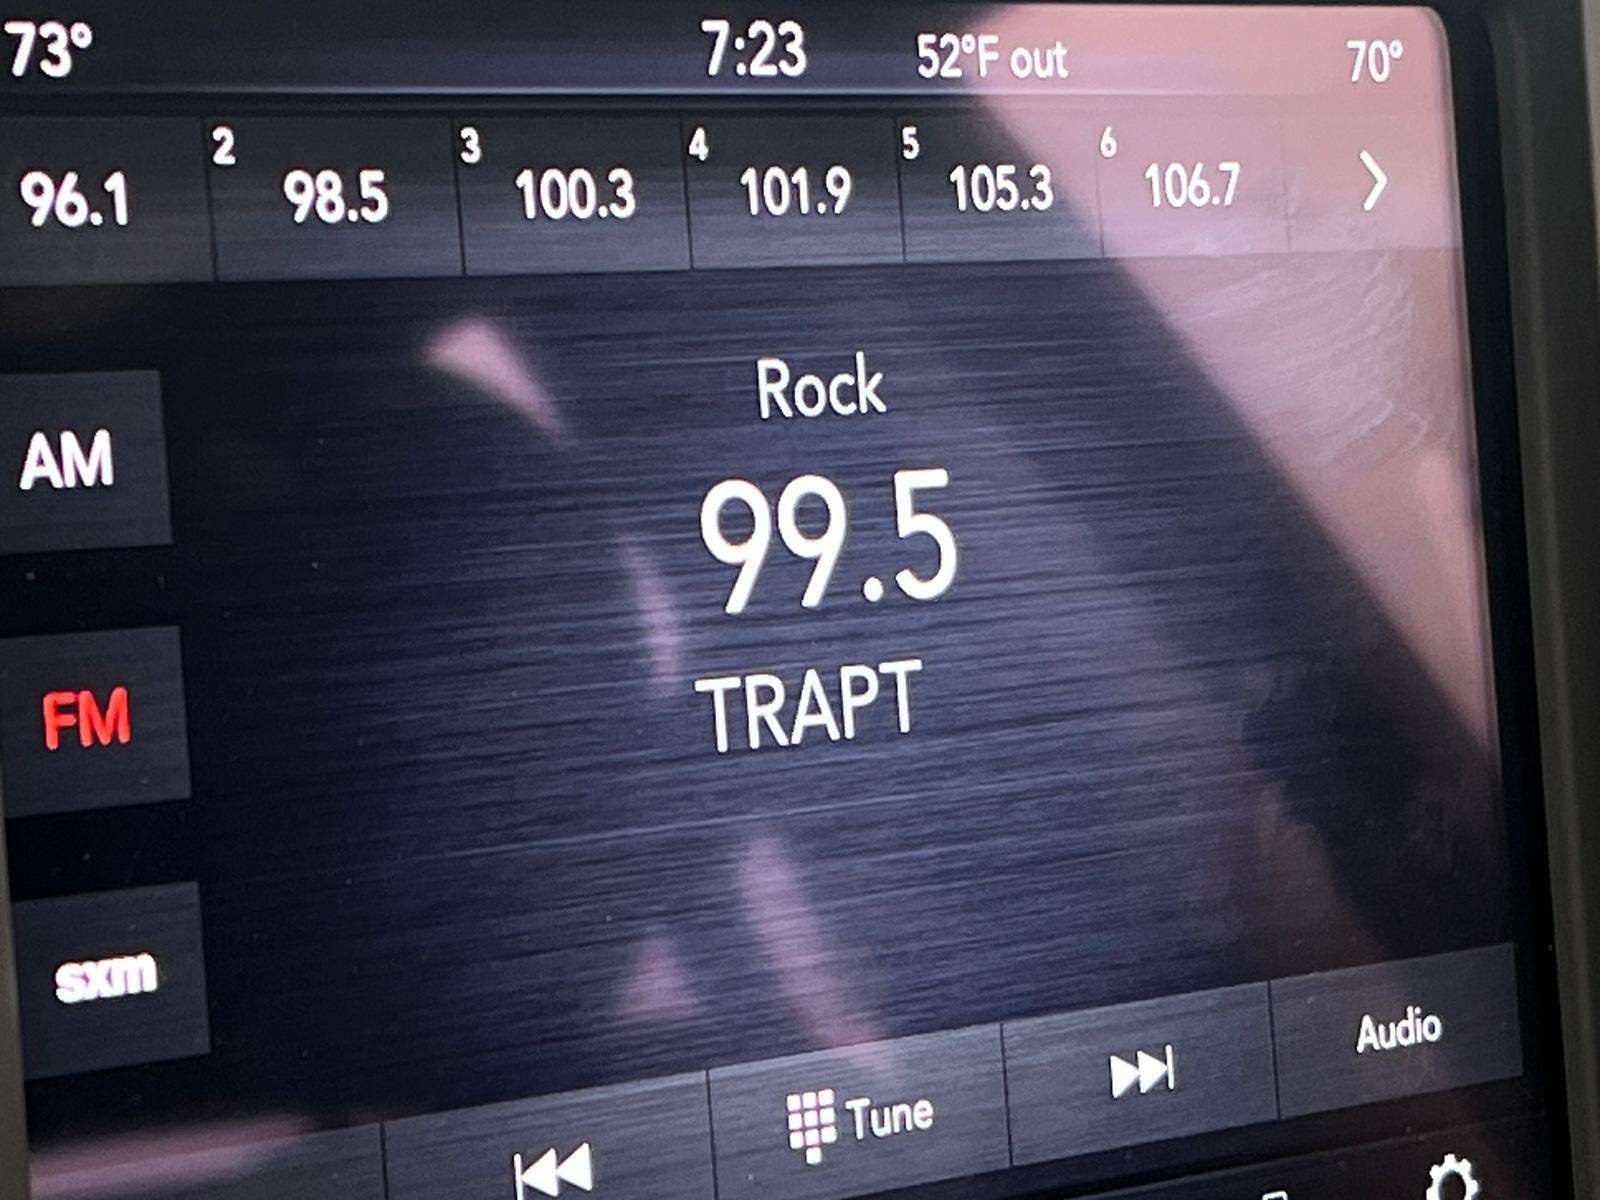 73° 7:23 52°F out 70°
2 3 4 5 6
96.1 98.5 100.3 101.9 105.3 106.7
Rock
AM
99.5
FM
TRAPT
sxm
Audio
Tune